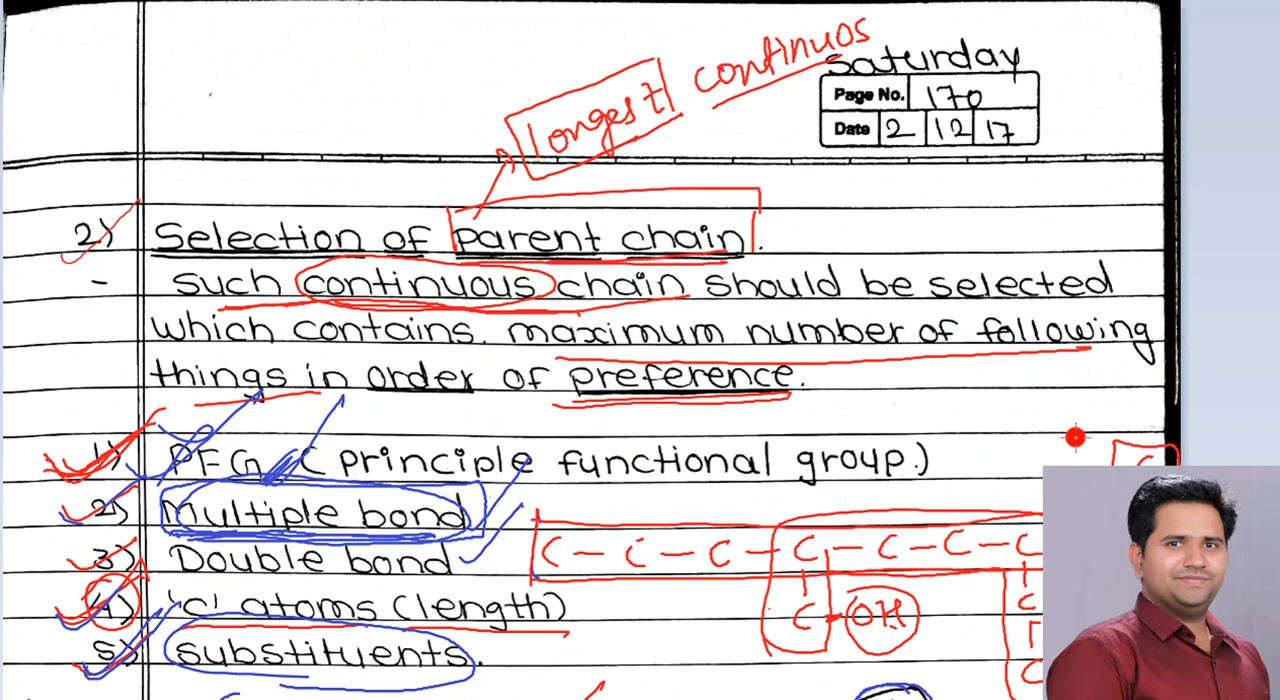 continuos
longest
Saturday
Page No. 170
Date 2 12 17
2) Selection of parent chain.
- Such continuous chain should be selected
which contains maximum number of following
things in order of preference.
1) PFG (principle functional group.)
2) Multiple bond
3) Double bond
4) 'C' atoms (length)
5) substituents.
C - C - C - C - C - C - C
C - OH
C
C